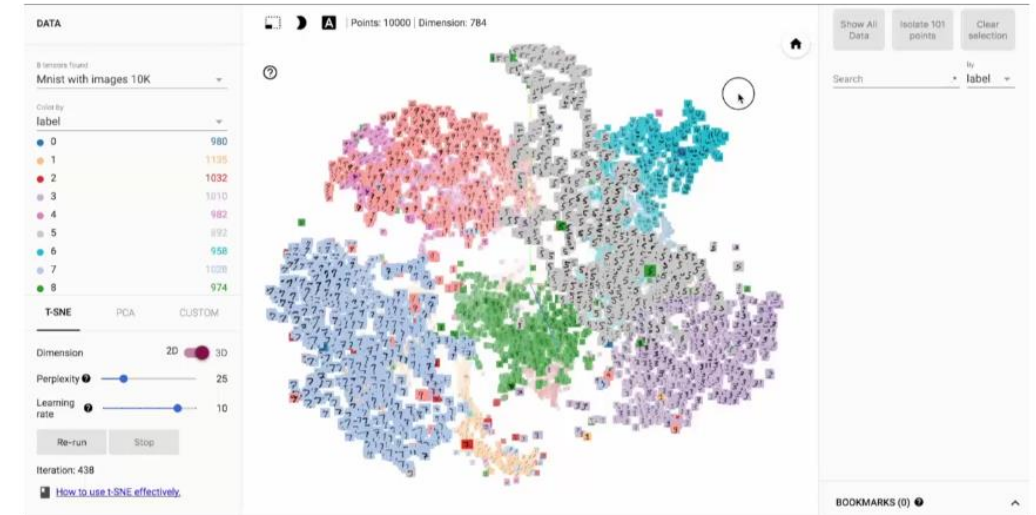 DATA
8 tensors found
Mnist with images 10K
Color by
label
0 980
1 1135
2 1032
3 1010
4 982
5 892
6 958
7 1028
8 974
T-SNE PCA CUSTOM
Dimension 2D 3D
Perplexity 25
Learning
rate 10
Re-run Stop
Iteration: 438
How to use t-SNE effectively.
A | Points: 10000 | Dimension: 784
Show All
Data
Isolate 101
points
Clear
selection
Search
by
label
BOOKMARKS (0)